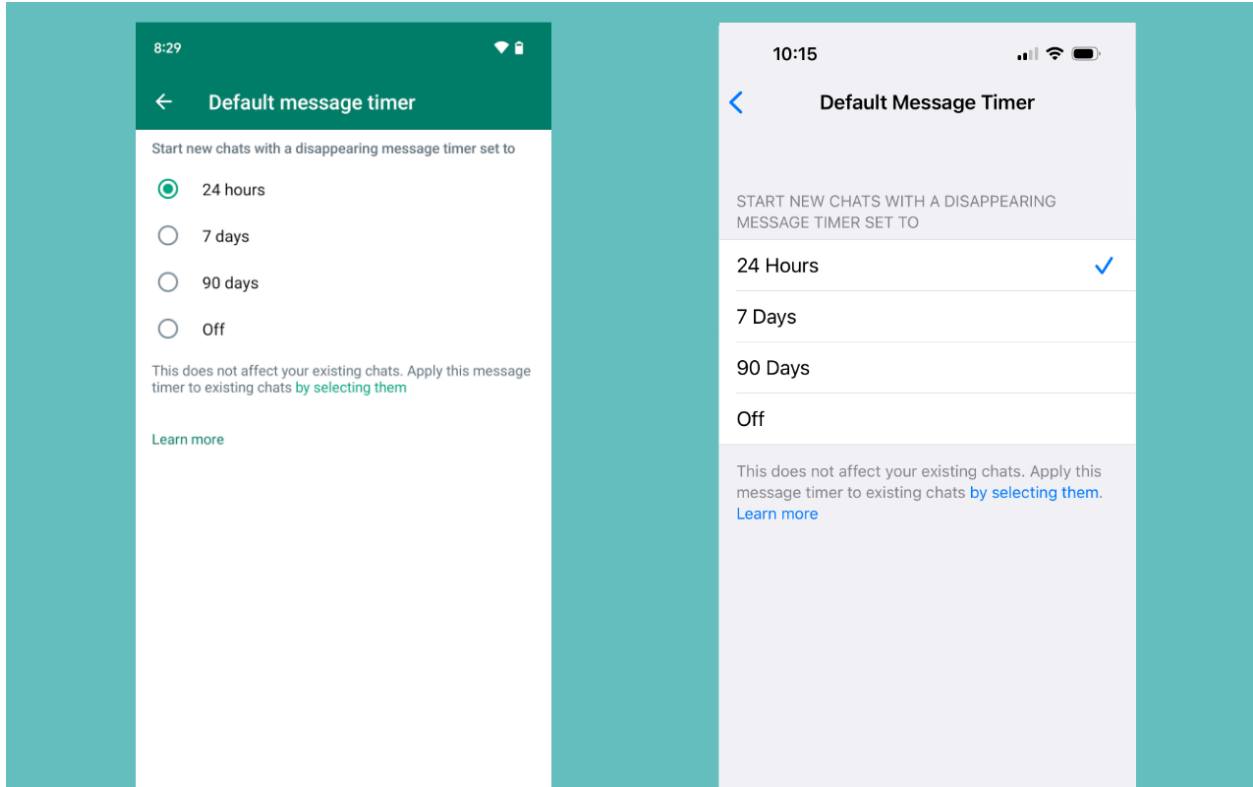 8:29
Default message timer
Start new chats with a disappearing message timer set to
24 hours
7 days
90 days
Off
This does not affect your existing chats. Apply this message
timer to existing chats by selecting them
Learn more
10:15
Default Message Timer
START NEW CHATS WITH A DISAPPEARING
MESSAGE TIMER SET TO
24 Hours
7 Days
90 Days
Off
This does not affect your existing chats. Apply this
message timer to existing chats by selecting them.
Learn more